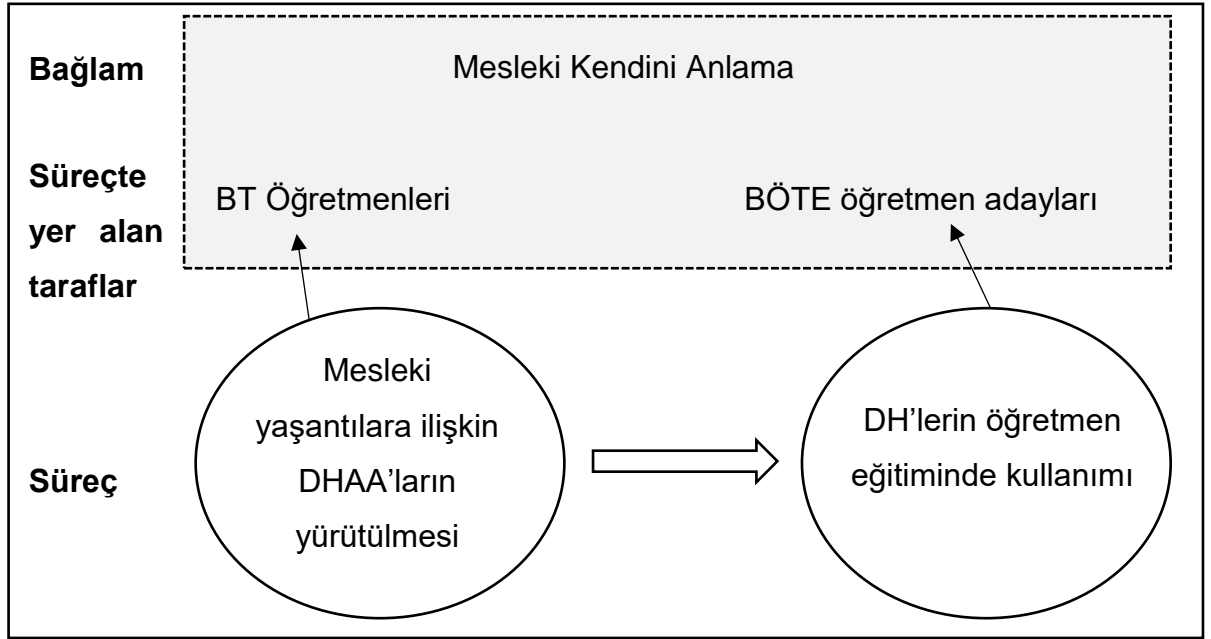 Bağlam
Mesleki Kendini Anlama
Süreçte
yer alan
taraflar
BT Öğretmenleri
BÖTE öğretmen adayları
Süreç
Mesleki
yaşantılara ilişkin
DHAA’ların
yürütülmesi
DH’lerin öğretmen
eğitiminde kullanımı